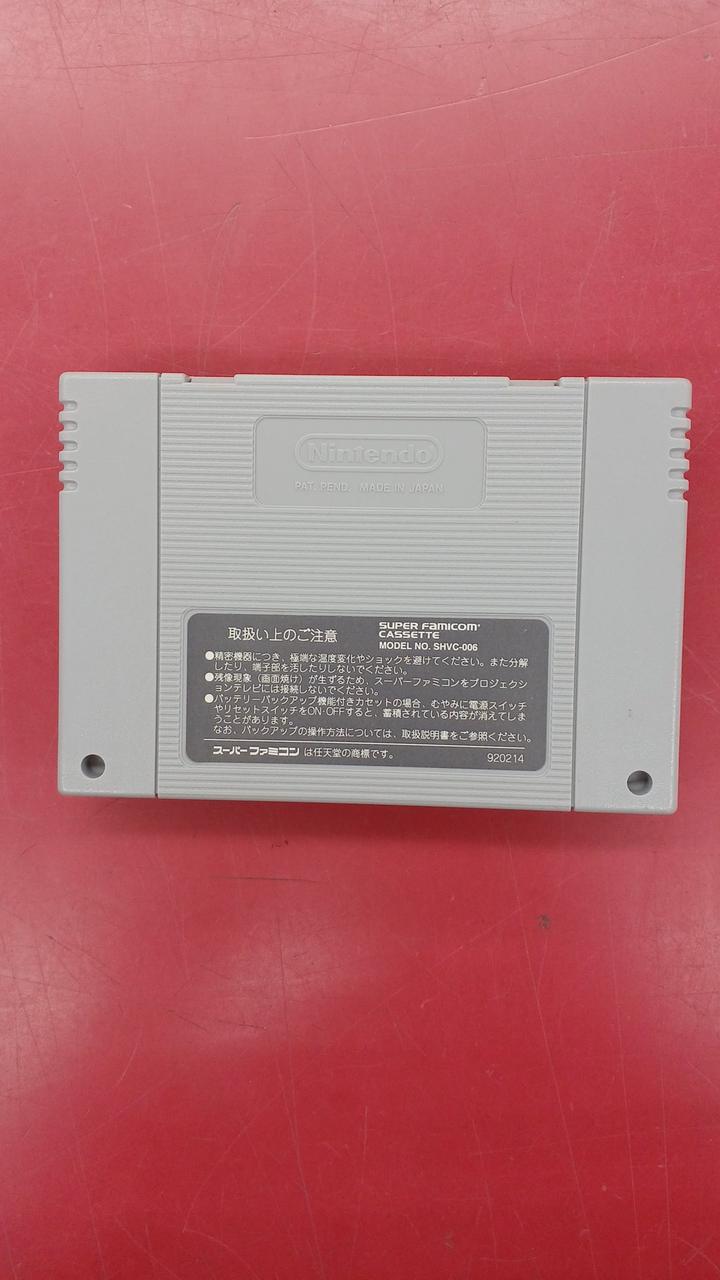 Nintendo
PAT. PEND. MADE IN JAPAN
取扱い上のご注意
SUPER FAMICOM
CASSETTE
MODEL NO. SHVC-006
●精密機器につき、極端な温度変化やショックを避けてください。また分解
したり、端子部を汚したりしないでください。
●残像現象（画面焼け）が生ずるため、スーパーファミコンをプロジェクシ
ョンテレビには接続しないでください。
●バッテリーバックアップ機能付きカセットの場合、むやみに電源スイッチ
やリセットスイッチをON・OFFすると、蓄積されている内容が消えてしま
うことがあります。
なお、バックアップの操作方法については、取扱説明書をご参照ください。
スーパーファミコン は任天堂の商標です。
920214